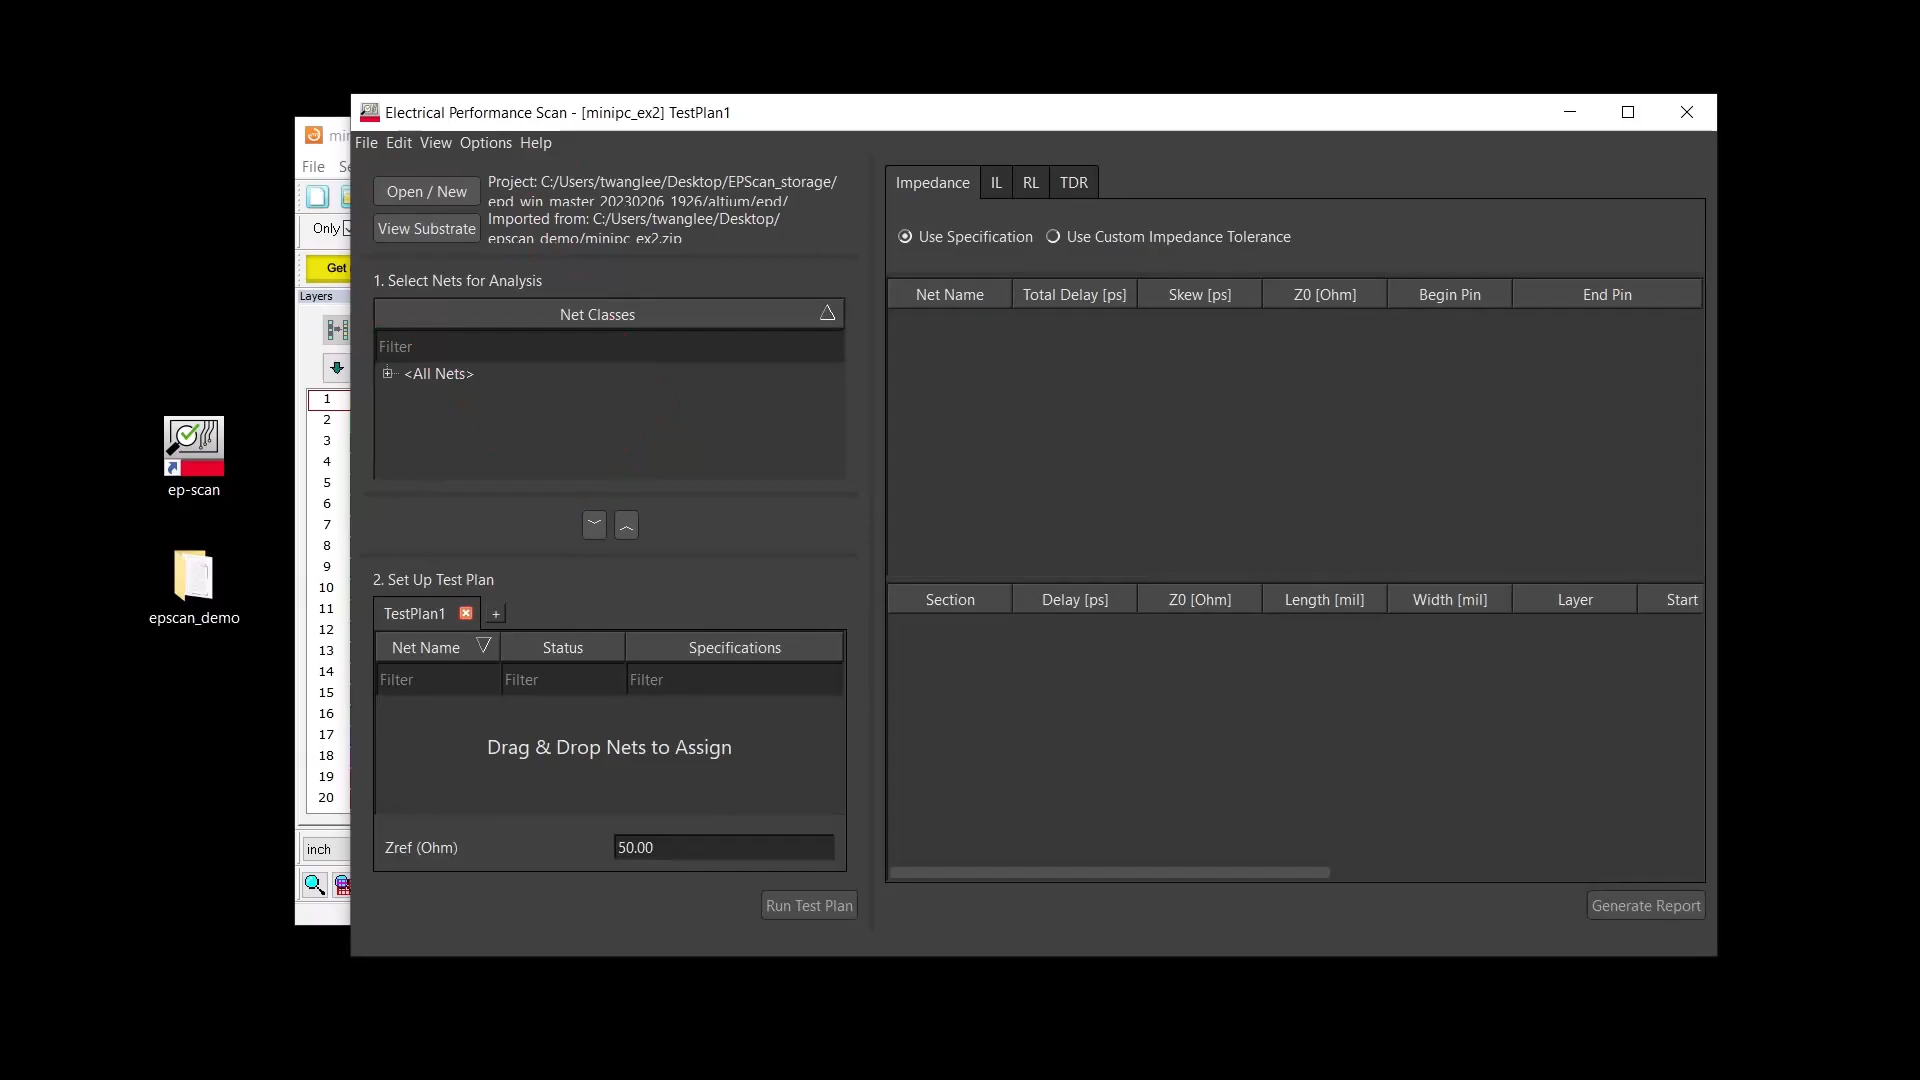 Electrical Performance Scan - [minipc_ex2] TestPlan1
File Edit View Options Help
Open / New
Project: C:/Users/twanglee/Desktop/EPScan_storage/
epd_win_master_20230206_1926/altium/epd/
View Substrate
Imported from: C:/Users/twanglee/Desktop/
epscan_demo/minipc_ex2.zip
1. Select Nets for Analysis
Net Classes
Filter
<All Nets>
2. Set Up Test Plan
TestPlan1 +
Net Name Status Specifications
Filter Filter Filter
Drag & Drop Nets to Assign
Zref (Ohm) 50.00
Run Test Plan
Impedance IL RL TDR
Use Specification Use Custom Impedance Tolerance
Net Name Total Delay [ps] Skew [ps] Z0 [Ohm] Begin Pin End Pin
Section Delay [ps] Z0 [Ohm] Length [mil] Width [mil] Layer Start
Generate Report
File
Only
Get
Layers
1
2
3
4
5
6
7
8
9
10
11
12
13
14
15
16
17
18
19
20
inch
ep-scan
epscan_demo